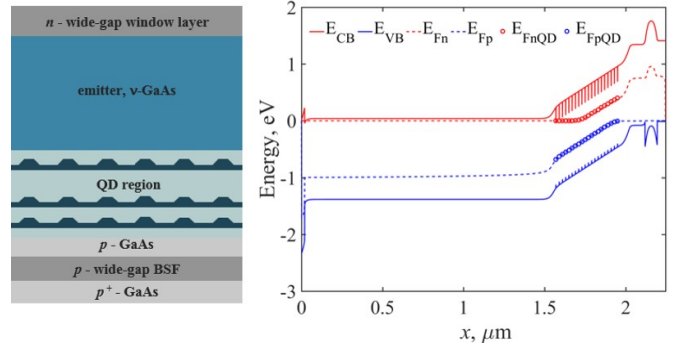 n - wide-gap window layer
emitter, ν-GaAs
QD region
p - GaAs
p - wide-gap BSF
p⁺ - GaAs
2
E_CB E_VB E_Fn E_Fp E_FnQD E_FpQD
1
0
-1
-2
-3
Energy, eV
0 0.5 1 1.5 2
x, μm